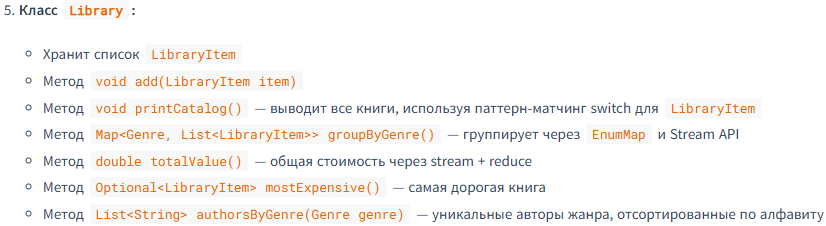 5. Класс Library :
Хранит список LibraryItem
Метод void add(LibraryItem item)
Метод void printCatalog() — выводит все книги, используя паттерн-матчинг switch для LibraryItem
Метод Map<Genre, List<LibraryItem>> groupByGenre() — группирует через EnumMap и Stream API
Метод double totalValue() — общая стоимость через stream + reduce
Метод Optional<LibraryItem> mostExpensive() — самая дорогая книга
Метод List<String> authorsByGenre(Genre genre) — уникальные авторы жанра, отсортированные по алфавиту